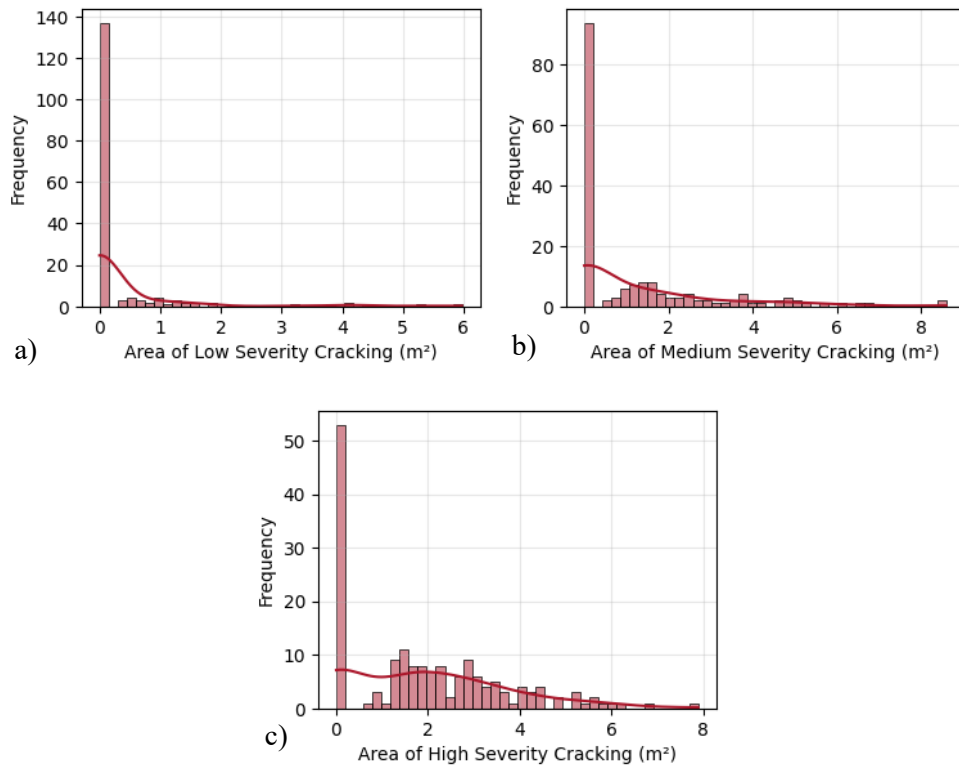 140
120
100
80
60
40
20
0
Frequency
0 1 2 3 4 5 6
a)
Area of Low Severity Cracking (m²)
80
60
40
20
0
Frequency
0 2 4 6 8
b)
Area of Medium Severity Cracking (m²)
50
40
30
20
10
0
Frequency
0 2 4 6 8
c)
Area of High Severity Cracking (m²)